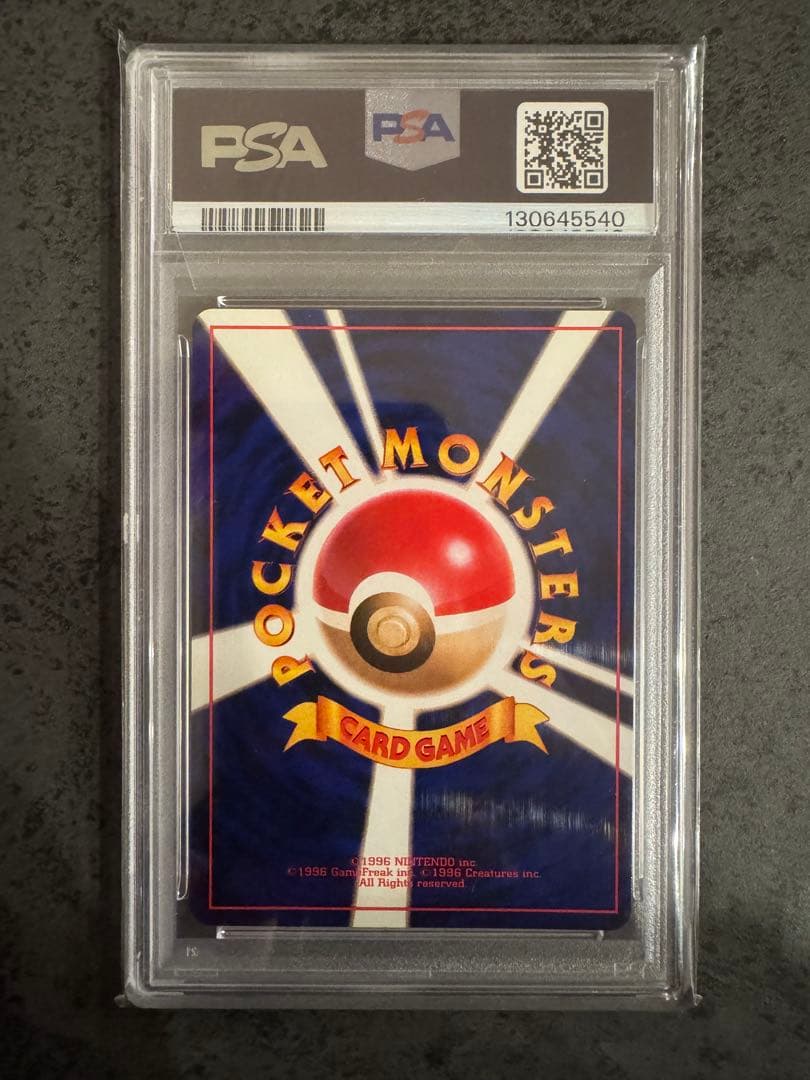 PSA
PSA
130645540
POCKET MONSTERS
CARD GAME
©1996 NINTENDO inc.
©1996 GameFreak inc. ©1996 Creatures inc.
All Rights reserved.